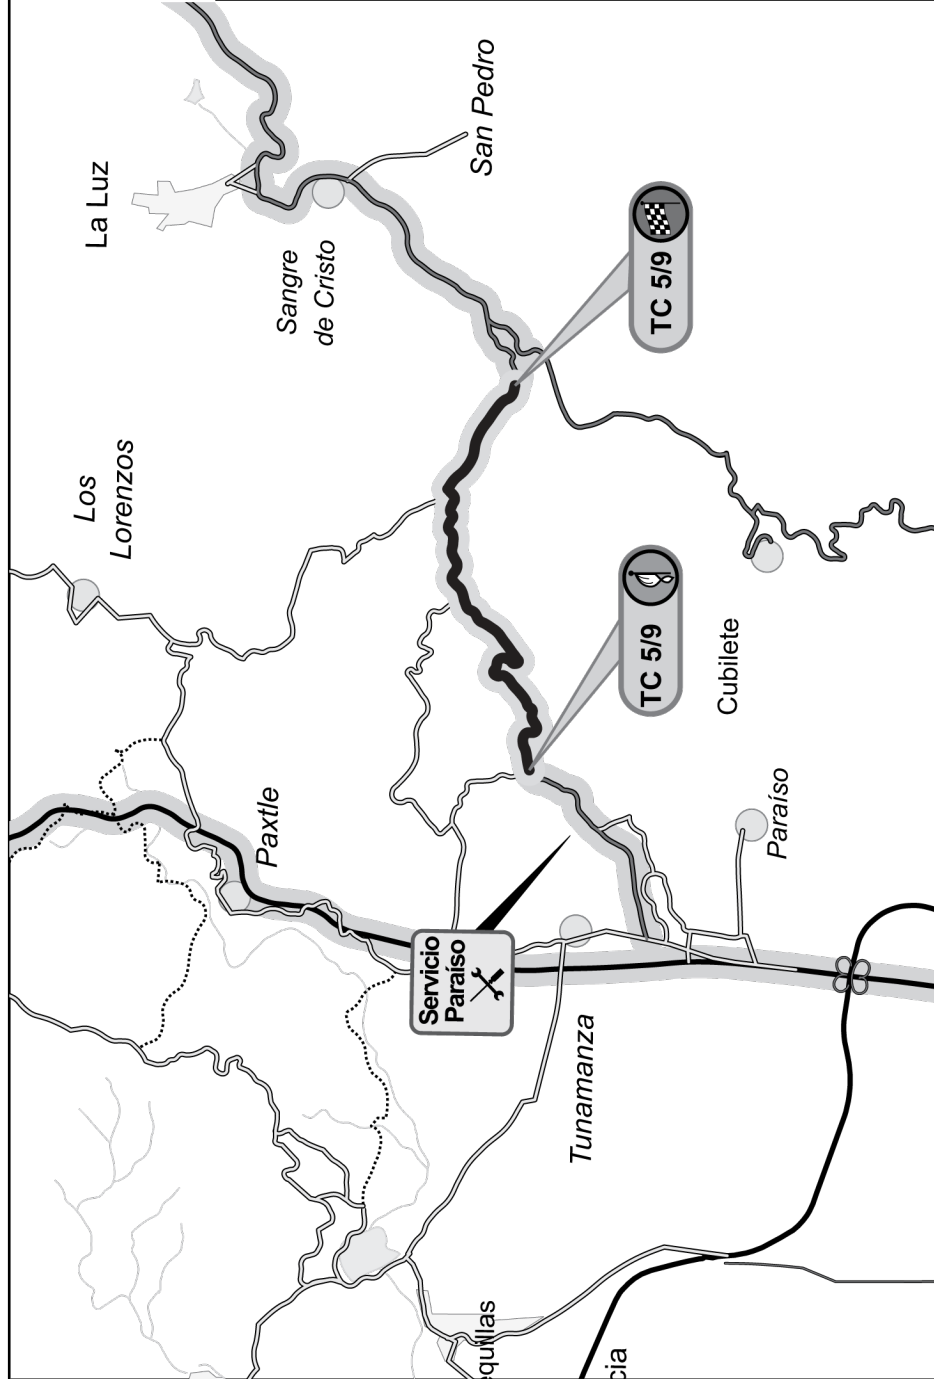 La Luz
San Pedro
Sangre
de Cristo
TC 5/9
Los
Lorenzos
TC 5/9
Cubilete
Paxtle
Paraíso
Servicio
Paraíso
Tunamanza